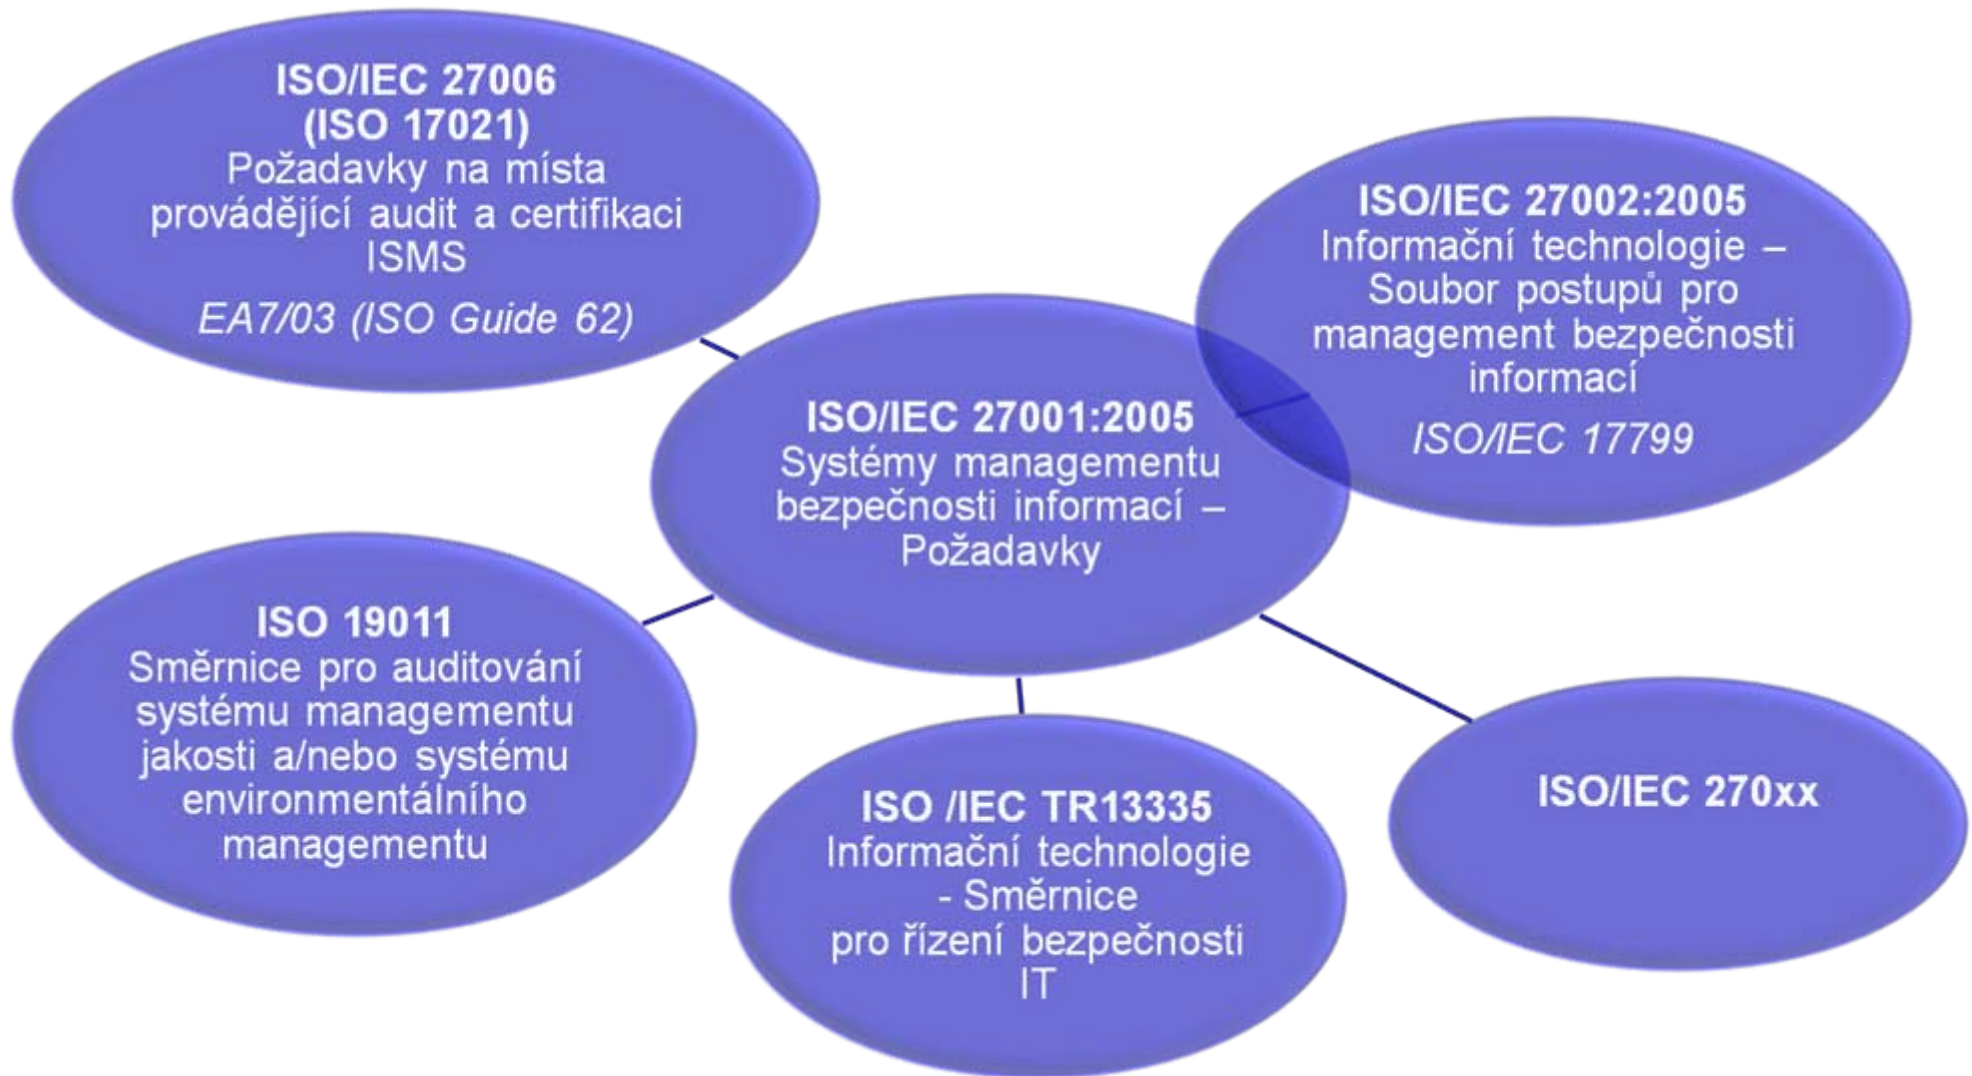 ISO/IEC 27006
(ISO 17021)
Požadavky na místa
provádějící audit a certifikaci
ISMS
EA7/03 (ISO Guide 62)
ISO/IEC 27002:2005
Informační technologie –
Soubor postupů pro
management bezpečnosti
informací
ISO/IEC 17799
ISO/IEC 27001:2005
Systémy managementu
bezpečnosti informací –
Požadavky
ISO 19011
Směrnice pro auditování
systému managementu
jakosti a/nebo systému
environmentálního
managementu
ISO /IEC TR13335
Informační technologie
- Směrnice
pro řízení bezpečnosti
IT
ISO/IEC 270xx